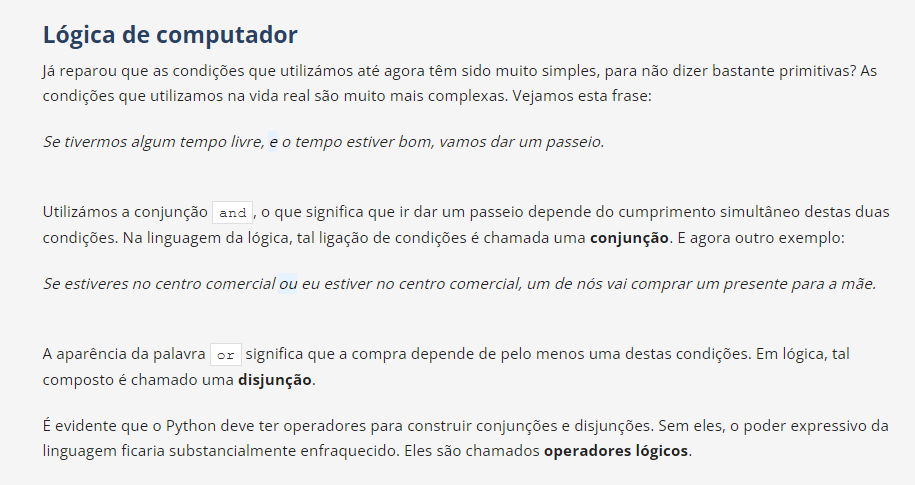 Lógica de computador
Já reparou que as condições que utilizámos até agora têm sido muito simples, para não dizer bastante primitivas? As
condições que utilizamos na vida real são muito mais complexas. Vejamos esta frase:
Se tivermos algum tempo livre, e o tempo estiver bom, vamos dar um passeio.
Utilizámos a conjunção and, o que significa que ir dar um passeio depende do cumprimento simultâneo destas duas
condições. Na linguagem da lógica, tal ligação de condições é chamada uma conjunção. E agora outro exemplo:
Se estiveres no centro comercial ou eu estiver no centro comercial, um de nós vai comprar um presente para a mãe.
A aparência da palavra or significa que a compra depende de pelo menos uma destas condições. Em lógica, tal
composto é chamado uma disjunção.
É evidente que o Python deve ter operadores para construir conjunções e disjunções. Sem eles, o poder expressivo da
linguagem ficaria substancialmente enfraquecido. Eles são chamados operadores lógicos.